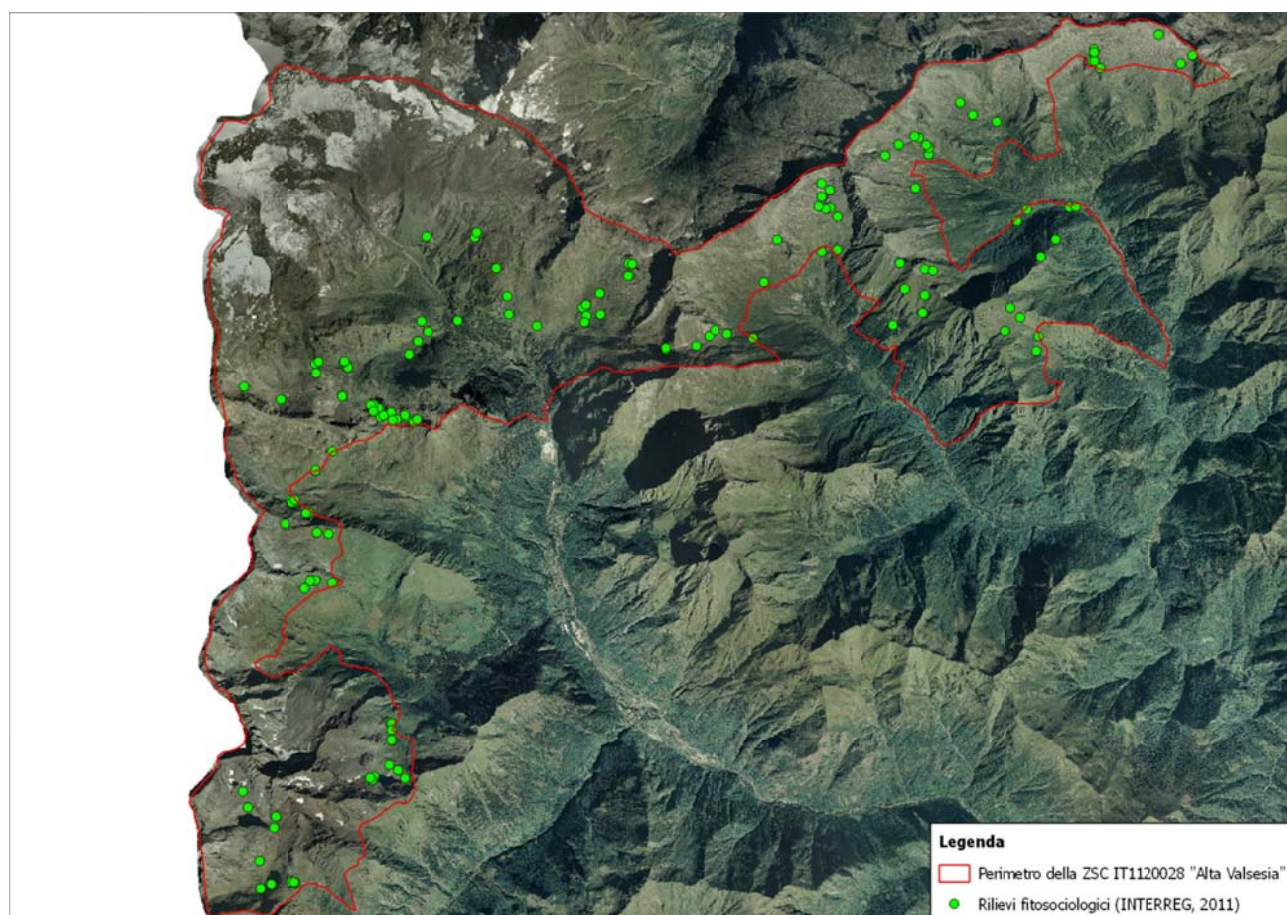 Legenda
Perimetro della ZSC IT1120028 "Alta Valsesia"
Rilievi fitosociologici (INTERREG, 2011)